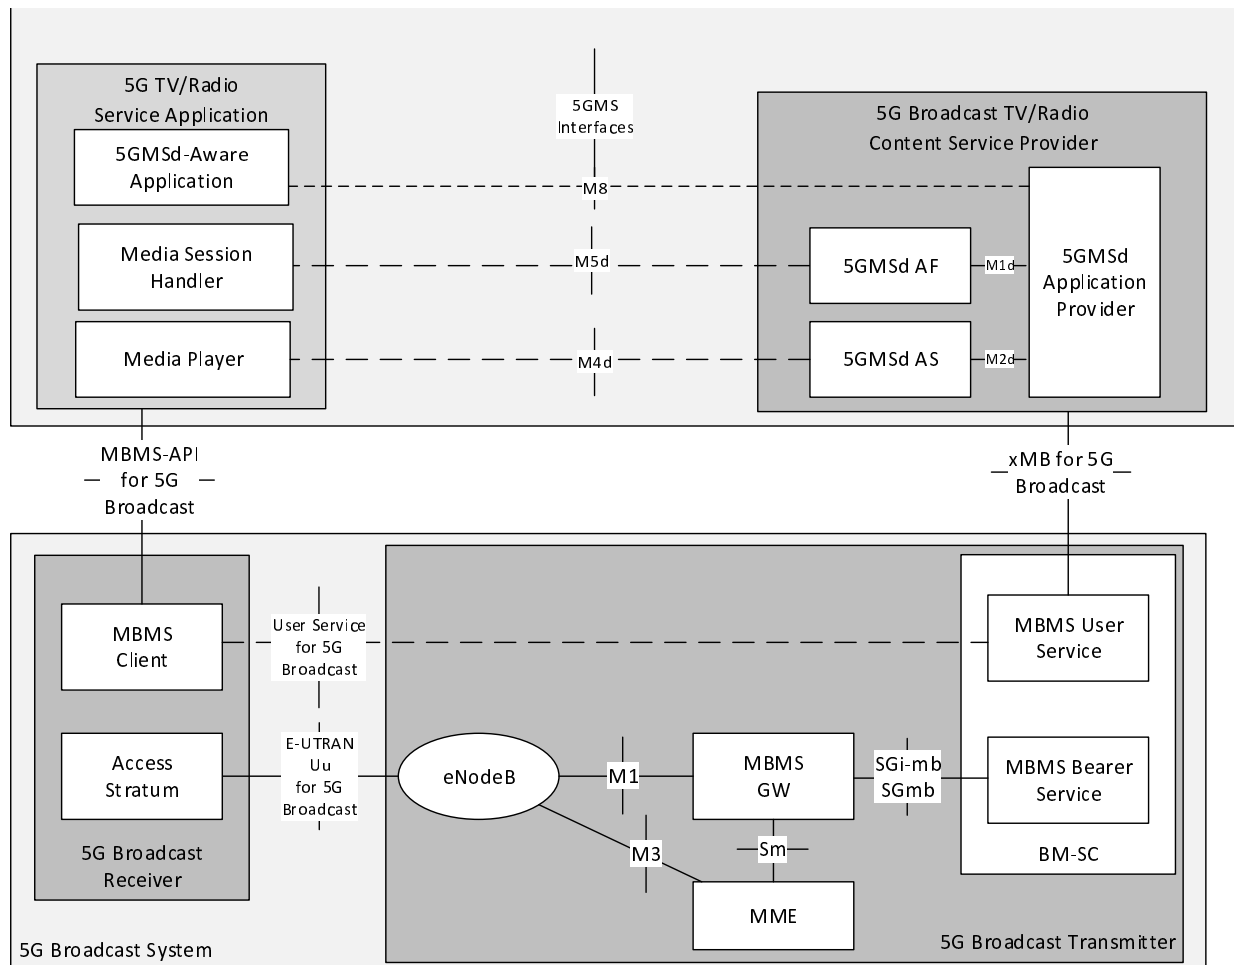 5G TV/Radio
Service Application
5GMSd-Aware
Application
Media Session
Handler
Media Player
5GMS
Interfaces
M8
M5d
M4d
5G Broadcast TV/Radio
Content Service Provider
5GMSd AF
M1d
5GMSd AS
M2d
5GMSd
Application
Provider
MBMS-API
for 5G
Broadcast
xMB for 5G
Broadcast
MBMS
Client
User Service
for 5G
Broadcast
MBMS User
Service
Access
Stratum
E-UTRAN
Uu
for 5G
Broadcast
eNodeB
M1
MBMS
GW
SGi-mb
SGmb
MBMS Bearer
Service
5G Broadcast
Receiver
M3
Sm
BM-SC
MME
5G Broadcast System
5G Broadcast Transmitter